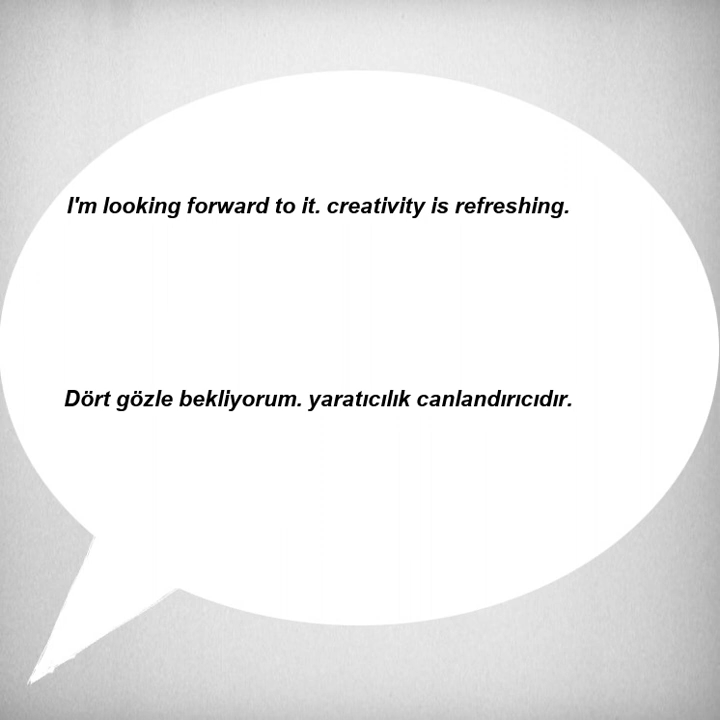 I'm looking forward to it. creativity is refreshing.
Dört gözle bekliyorum. yaratıcılık canlandırıcıdır.